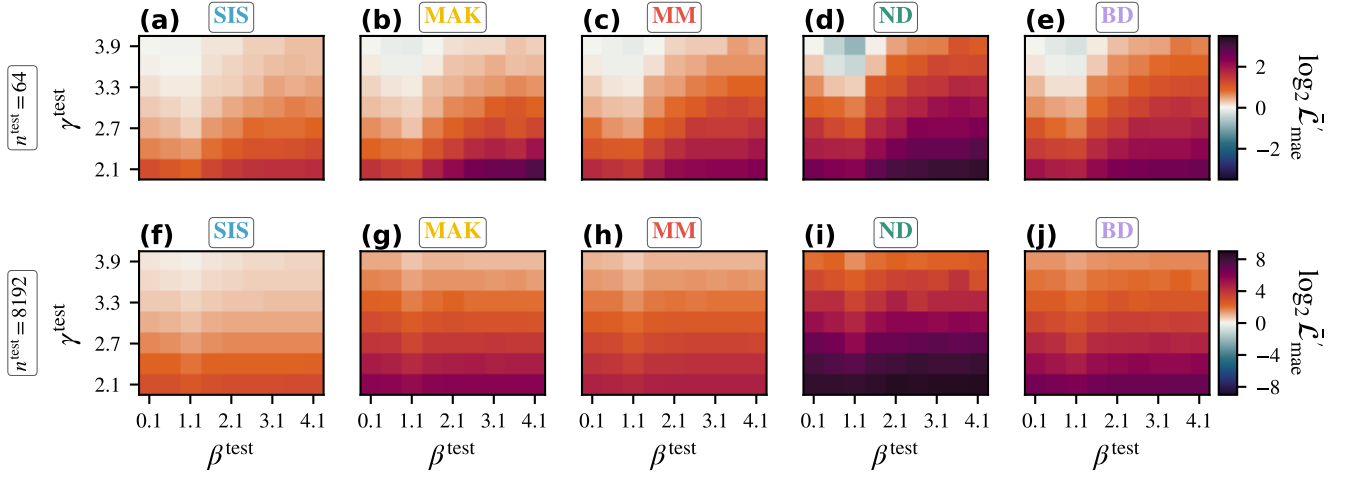 (a) SIS (b) MAK (c) MM (d) ND (e) BD
n^test = 64
γ^test
3.9
3.3
2.7
2.1
2
0
−2
log₂ L̄′_mae
(f) SIS (g) MAK (h) MM (i) ND (j) BD
n^test = 8192
γ^test
3.9
3.3
2.7
2.1
8
4
0
−4
−8
log₂ L̄′_mae
0.1 1.1 2.1 3.1 4.1 0.1 1.1 2.1 3.1 4.1 0.1 1.1 2.1 3.1 4.1 0.1 1.1 2.1 3.1 4.1 0.1 1.1 2.1 3.1 4.1
β^test β^test β^test β^test β^test